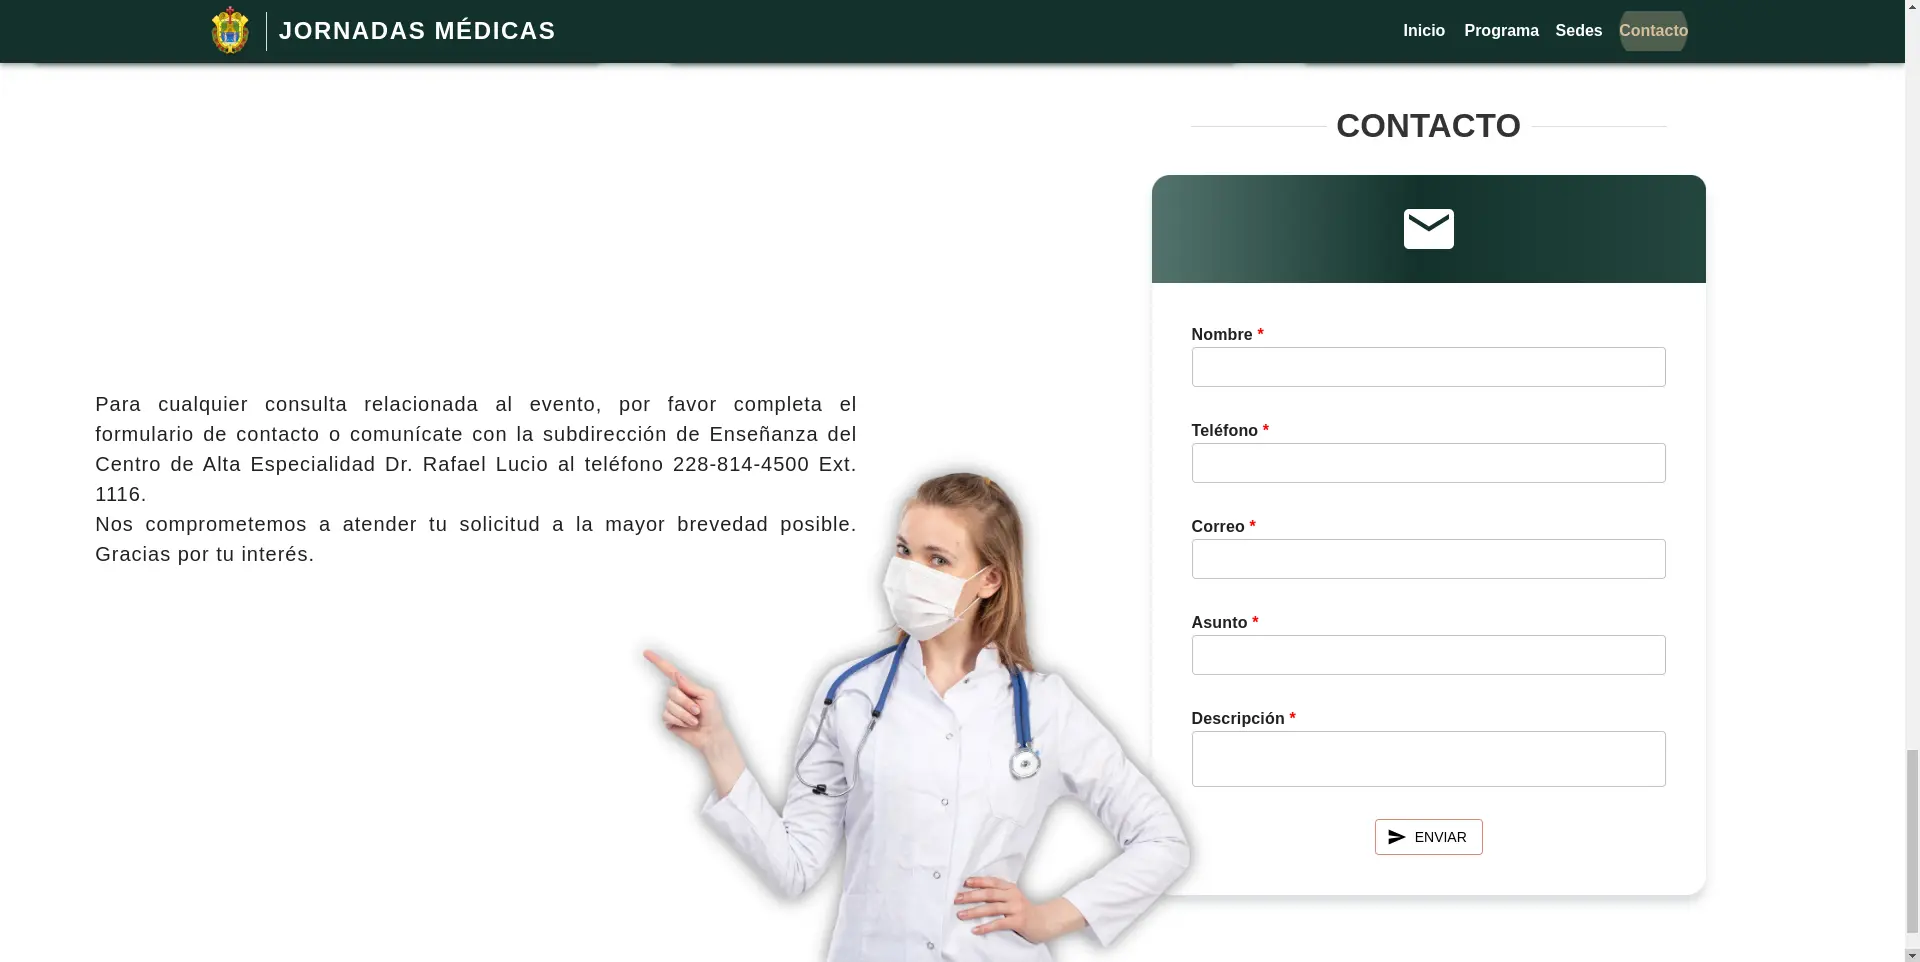 JORNADAS MÉDICAS
Inicio
Programa
Sedes
Contacto
CONTACTO
Para cualquier consulta relacionada al evento, por favor completa el
formulario de contacto o comunícate con la subdirección de Enseñanza del
Centro de Alta Especialidad Dr. Rafael Lucio al teléfono 228-814-4500 Ext.
1116.
Nos comprometemos a atender tu solicitud a la mayor brevedad posible.
Gracias por tu interés.
Nombre *
Teléfono *
Correo *
Asunto *
Descripción *
ENVIAR